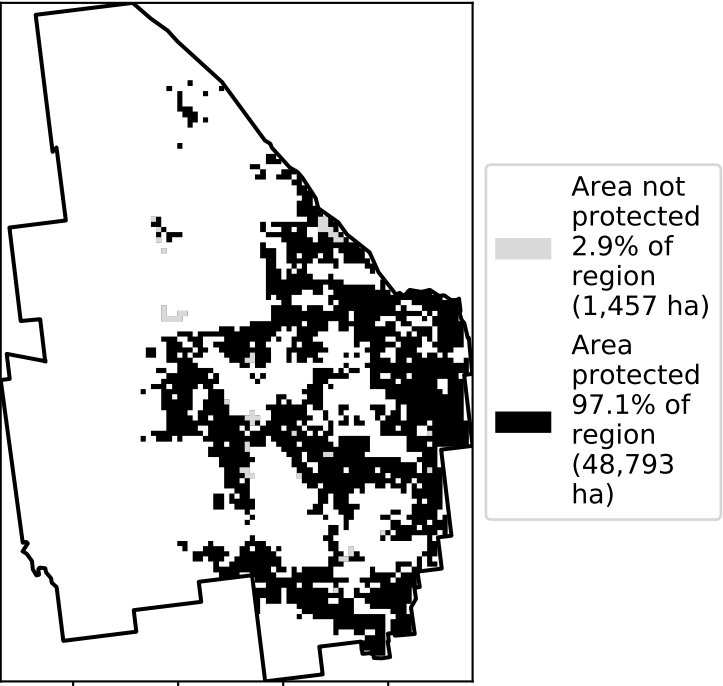 Area not
protected
2.9% of
region
(1,457 ha)
Area
protected
97.1% of
region
(48,793
ha)